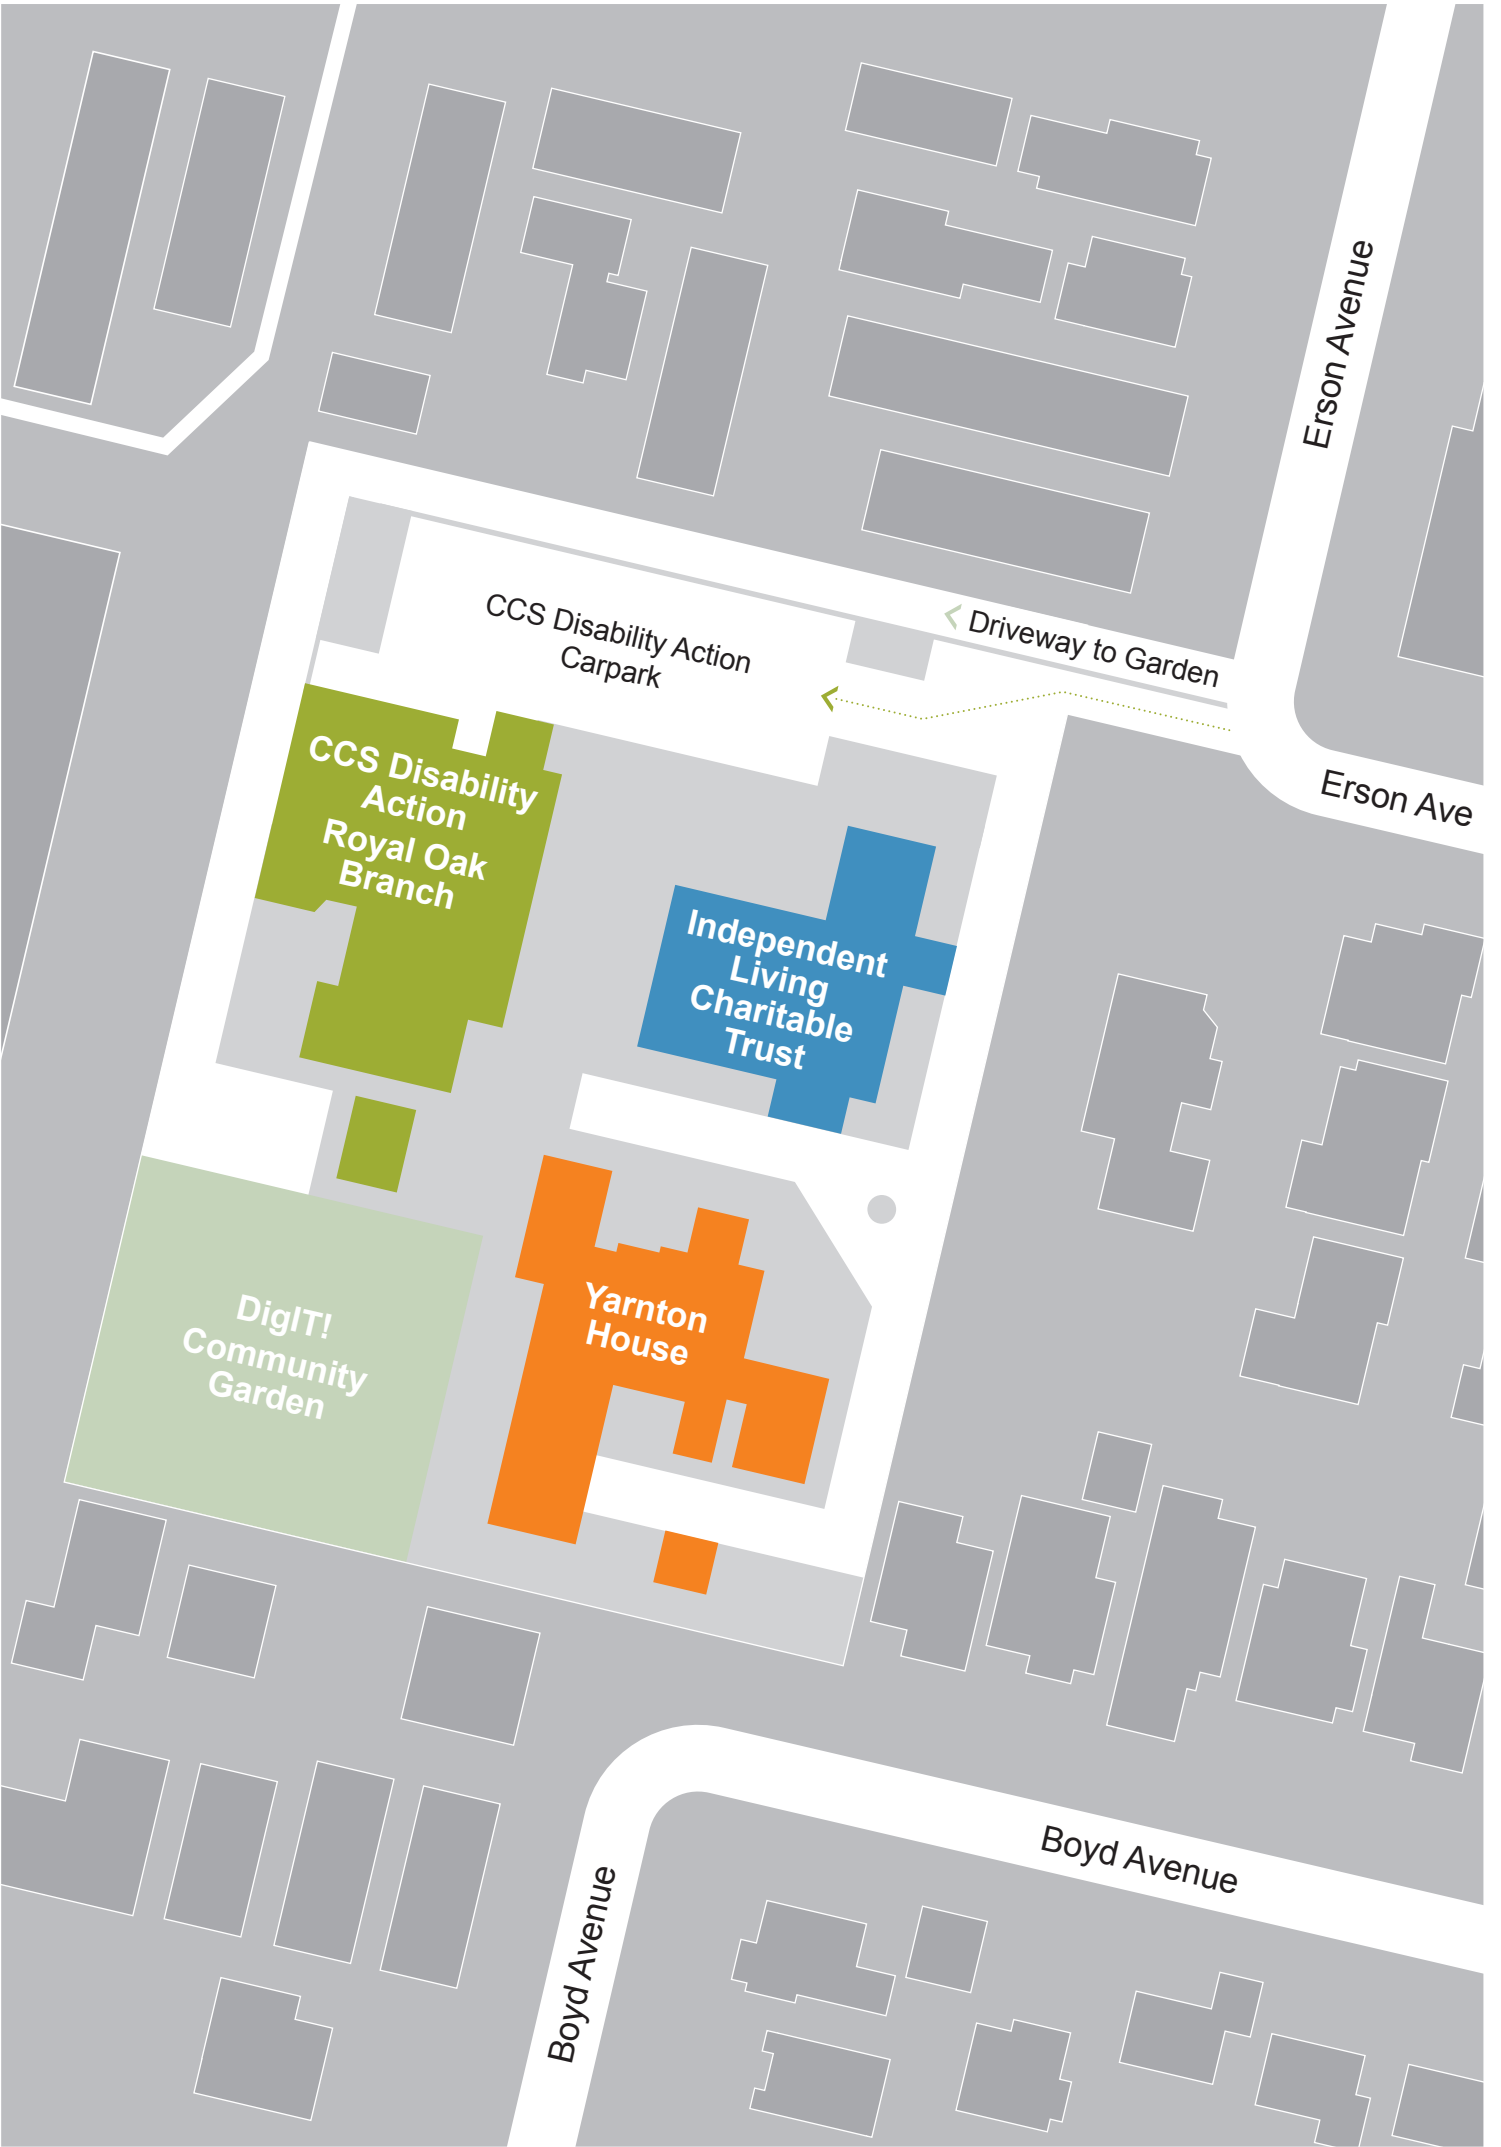 Erson Avenue
CCS Disability Action
Carpark
Driveway to Garden
Erson Ave
CCS Disability
Action
Royal Oak
Branch
Independent
Living
Charitable
Trust
DigIT!
Community
Garden
Yarnton
House
Boyd Avenue
Boyd Avenue